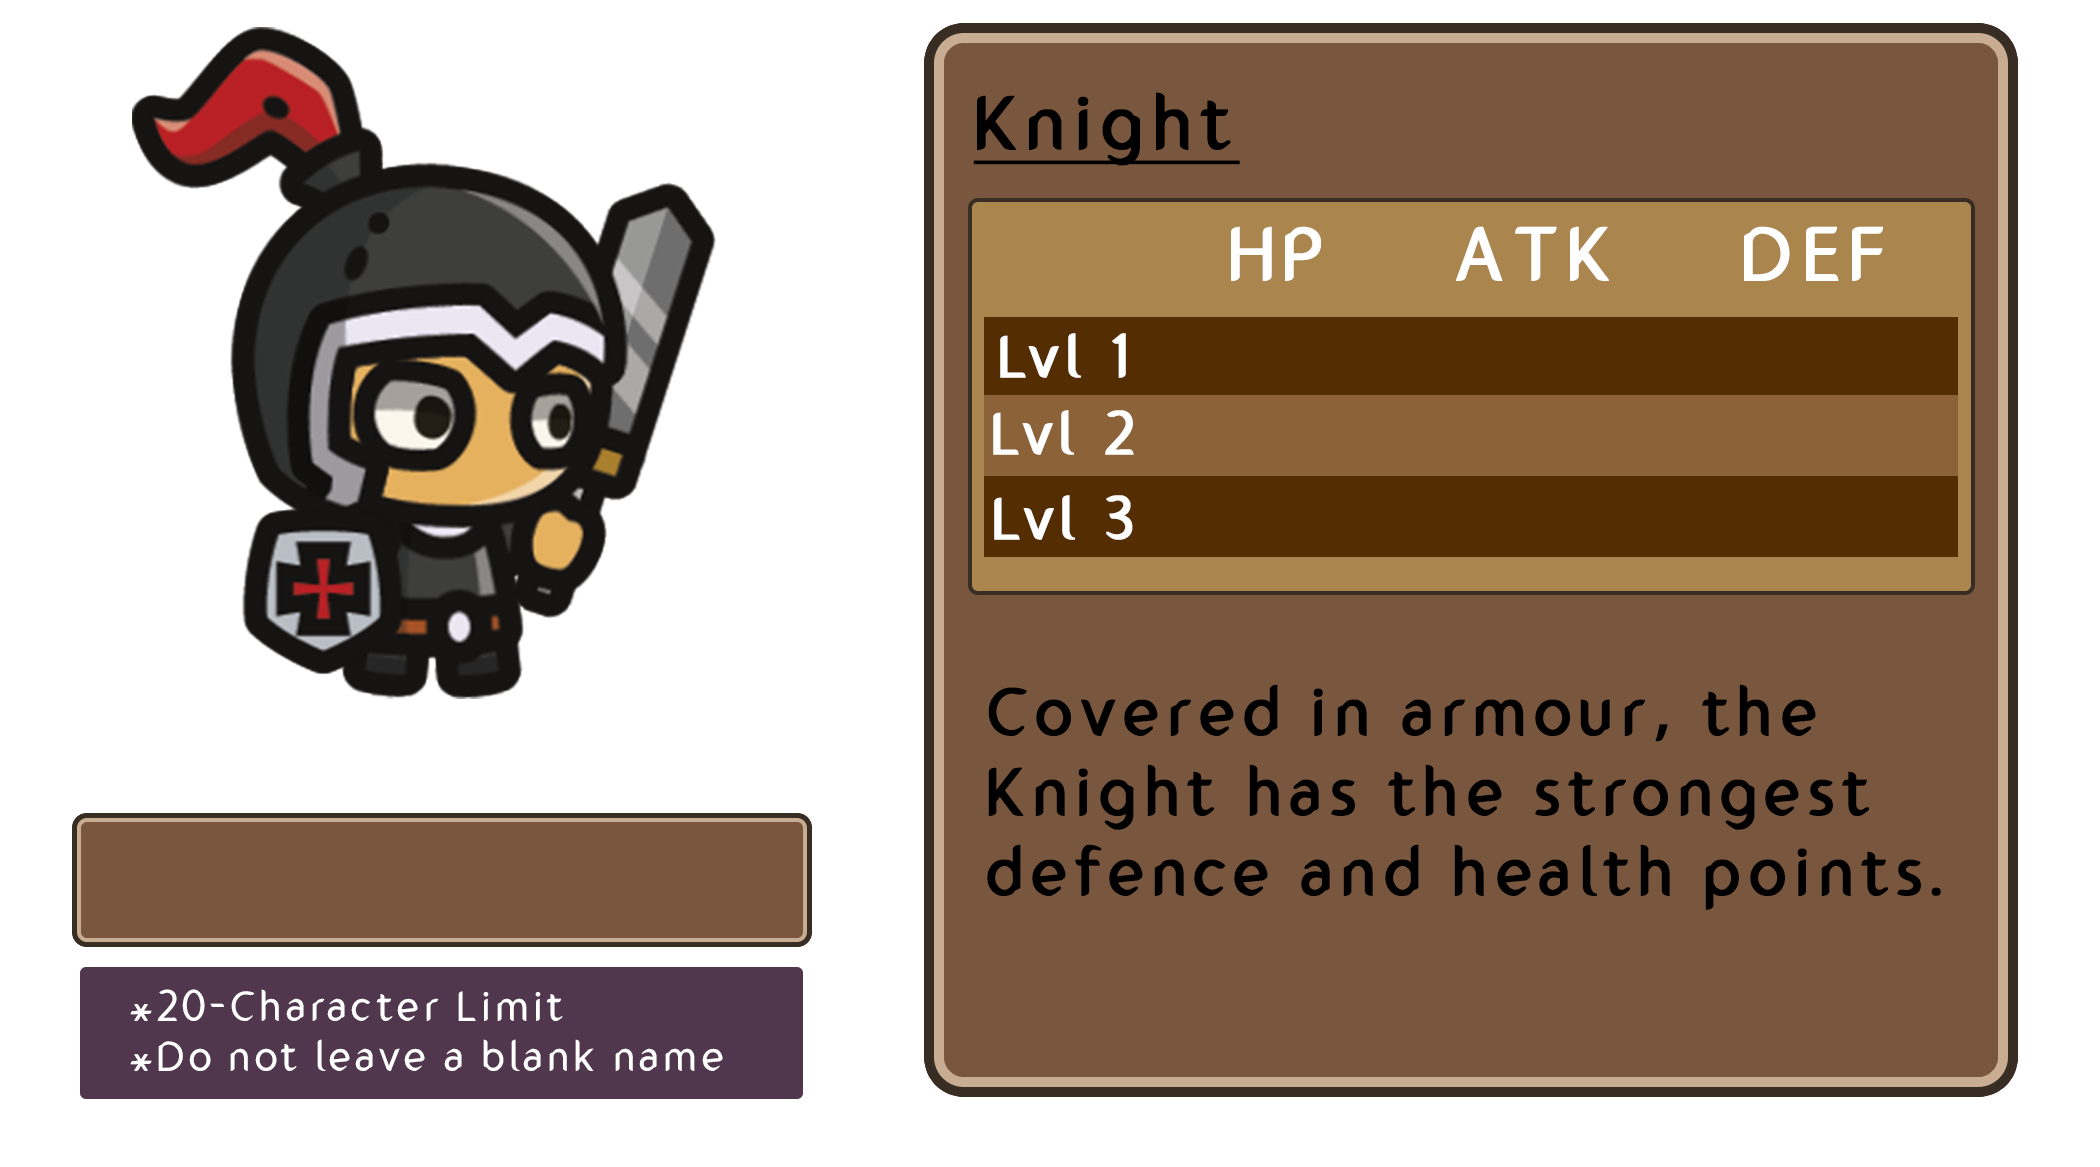 Knight
HP ATK DEF
Lvl 1
Lvl 2
Lvl 3
Covered in armour, the
Knight has the strongest
defence and health points.
*20-Character Limit
*Do not leave a blank name